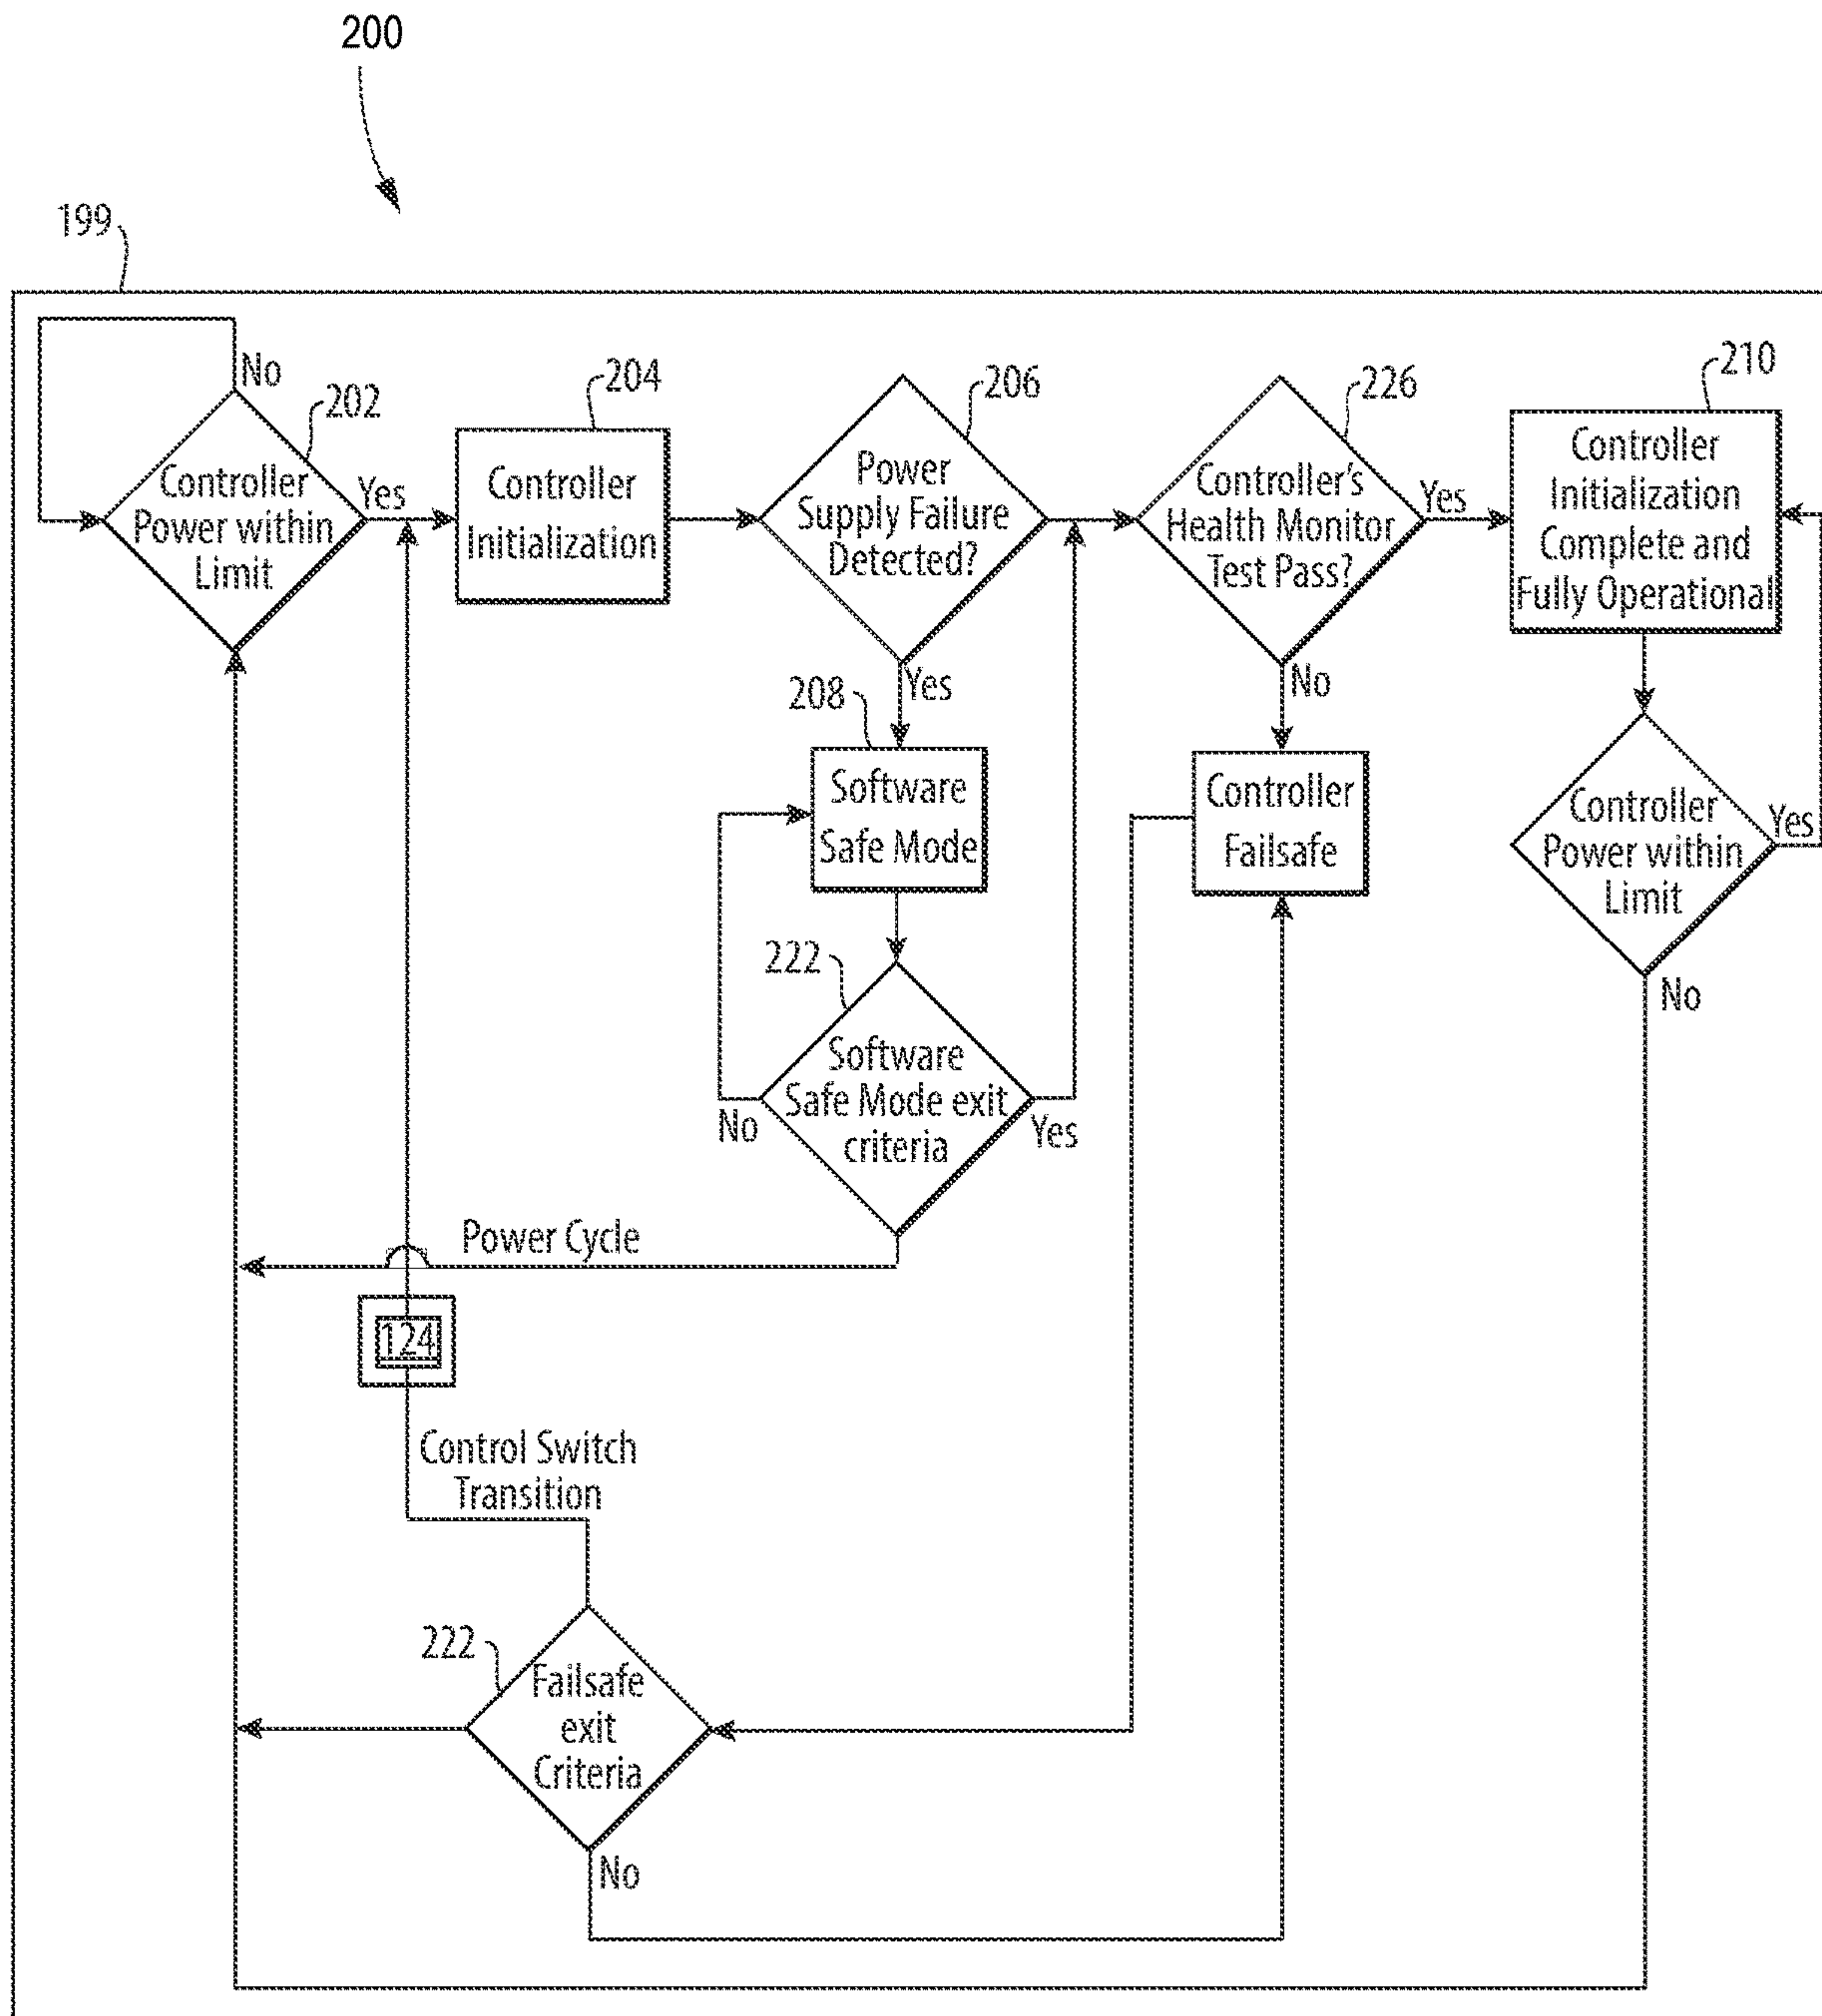 200
199
No
202
Controller
Power within
Limit
Yes
204
Controller
Initialization
206
Power
Supply Failure
Detected?
Yes
226
Controller's
Health Monitor
Test Pass?
Yes
No
210
Controller
Initialization
Complete and
Fully Operational
208
Software
Safe Mode
Controller
Failsafe
Controller
Power within
Limit
Yes
No
222
Software
Safe Mode exit
criteria
No
Yes
Power Cycle
124
Control Switch
Transition
222
Failsafe
exit
Criteria
No